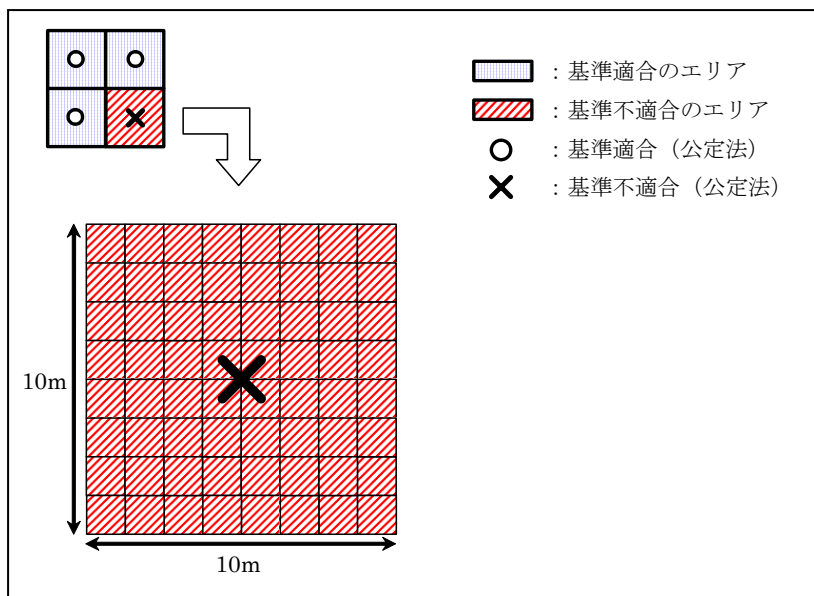 ：基準適合のエリア
：基準不適合のエリア
：基準適合（公定法）
：基準不適合（公定法）
10m
10m